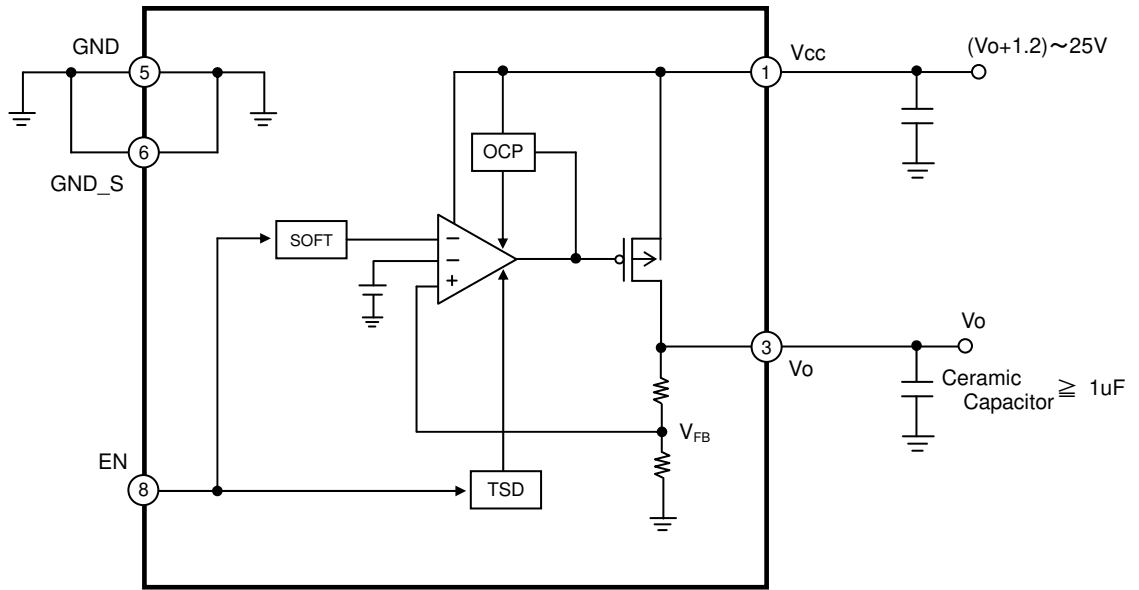 GND
5
6
GND_S
1
Vcc
(Vo+1.2)～25V
OCP
SOFT
−
−
+
3
Vo
Vo
Ceramic
Capacitor ≧ 1uF
VFB
EN
8
TSD